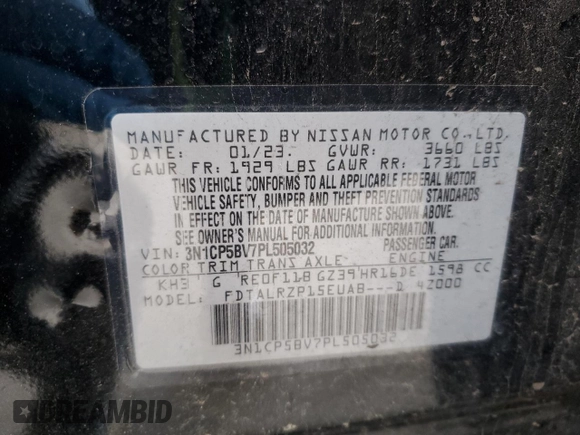 MANUFACTURED BY NISSAN MOTOR CO., LTD.
DATE: 01/23. GVWR: 3660 LBS
GAWR FR: 1929 LBS GAWR RR: 1731 LBS
THIS VEHICLE CONFORMS TO ALL APPLICABLE FEDERAL MOTOR
VEHICLE SAFETY, BUMPER AND THEFT PREVENTION STANDARDS
IN EFFECT ON THE DATE OF MANUFACTURE SHOWN ABOVE.
SEE OWNER'S MANUAL FOR ADDITIONAL INFORMATION.
VIN: 3N1CP5BV7PL505032 PASSENGER CAR.
COLOR TRIM TRANS AXLE ENGINE
KH3 G RE0F11B GZ39 HR16DE 1598 CC
MODEL: FDTALRZP15EUAB---D 4Z000
3N1CP5BV7PL505032
DREAMBID